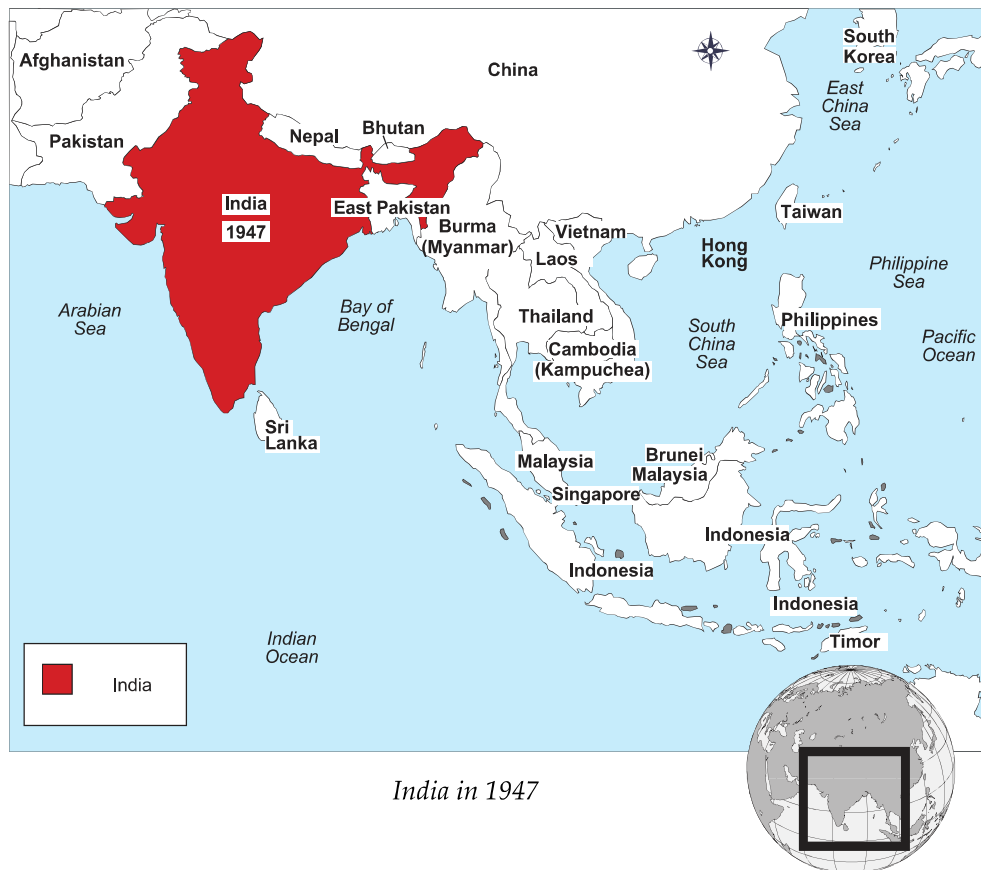 South
Korea
Afghanistan
China
East
China
Sea
Bhutan
Nepal
Pakistan
India
1947
East Pakistan
Taiwan
Burma
(Myanmar)
Vietnam
Hong
Kong
Laos
Philippine
Sea
Arabian
Sea
Bay of
Bengal
Thailand
South
China
Sea
Philippines
Pacific
Ocean
Cambodia
(Kampuchea)
Sri
Lanka
Malaysia
Brunei
Malaysia
Singapore
Indonesia
Indonesia
Indonesia
Timor
Indian
Ocean
India
India in 1947